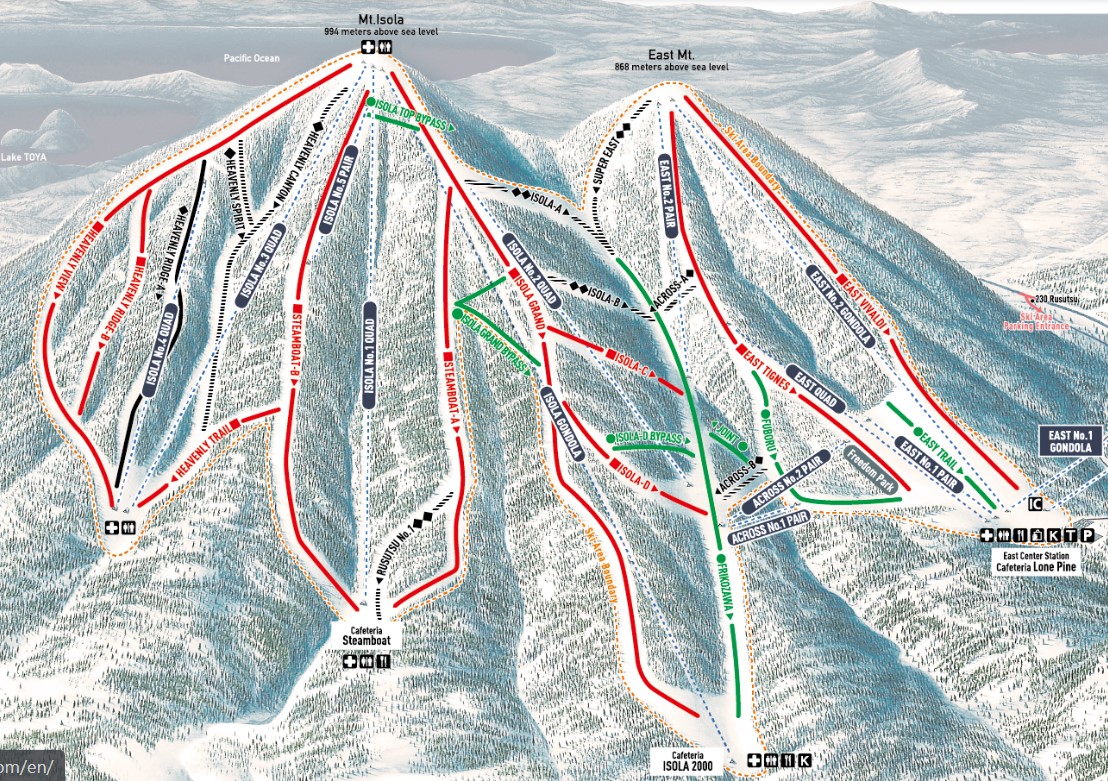 Mt.Isola
994 meters above sea level
Pacific Ocean
East Mt.
868 meters above sea level
Lake TOYA
ISOLA TOP BYPASS
HEAVENLY CANYON
HEAVENLY SPIRIT
ISOLA No.5 PAIR
SUPER EAST
Ski Area Boundary
EAST No.2 PAIR
ISOLA-A
HEAVENLY VIEW
HEAVENLY RIDGE-A
HEAVENLY RIDGE-B
ISOLA No.3 QUAD
ISOLA No.2 QUAD
ISOLA GRAND
ISOLA-B
ACROSS-A
EAST No.2 GONDOLA
EAST VIVALDI
230 Rusutsu
Ski Area
Parking Entrance
ISOLA No.4 QUAD
STEAMBOAT-B
ISOLA No.1 QUAD
ISOLA GRAND BYPASS
STEAMBOAT-A
ISOLA-C
EAST TIGNES
EAST QUAD
ISOLA GONDOLA
FUBUKU
HEAVENLY TRAIL
ISOLA-D BYPASS
JOINT
EAST TRAIL
EAST No.1 PAIR
EAST No.1
GONDOLA
ISOLA-D
ACROSS-B
ACROSS No.2 PAIR
Freedom Park
ACROSS No.1 PAIR
IC
K T P
RUSUTSU No.1
Ski Area Boundary
FRIKOZAWA
East Center Station
Cafeteria Lone Pine
Cafeteria
Steamboat
Cafeteria
ISOLA 2000
K
om/en/